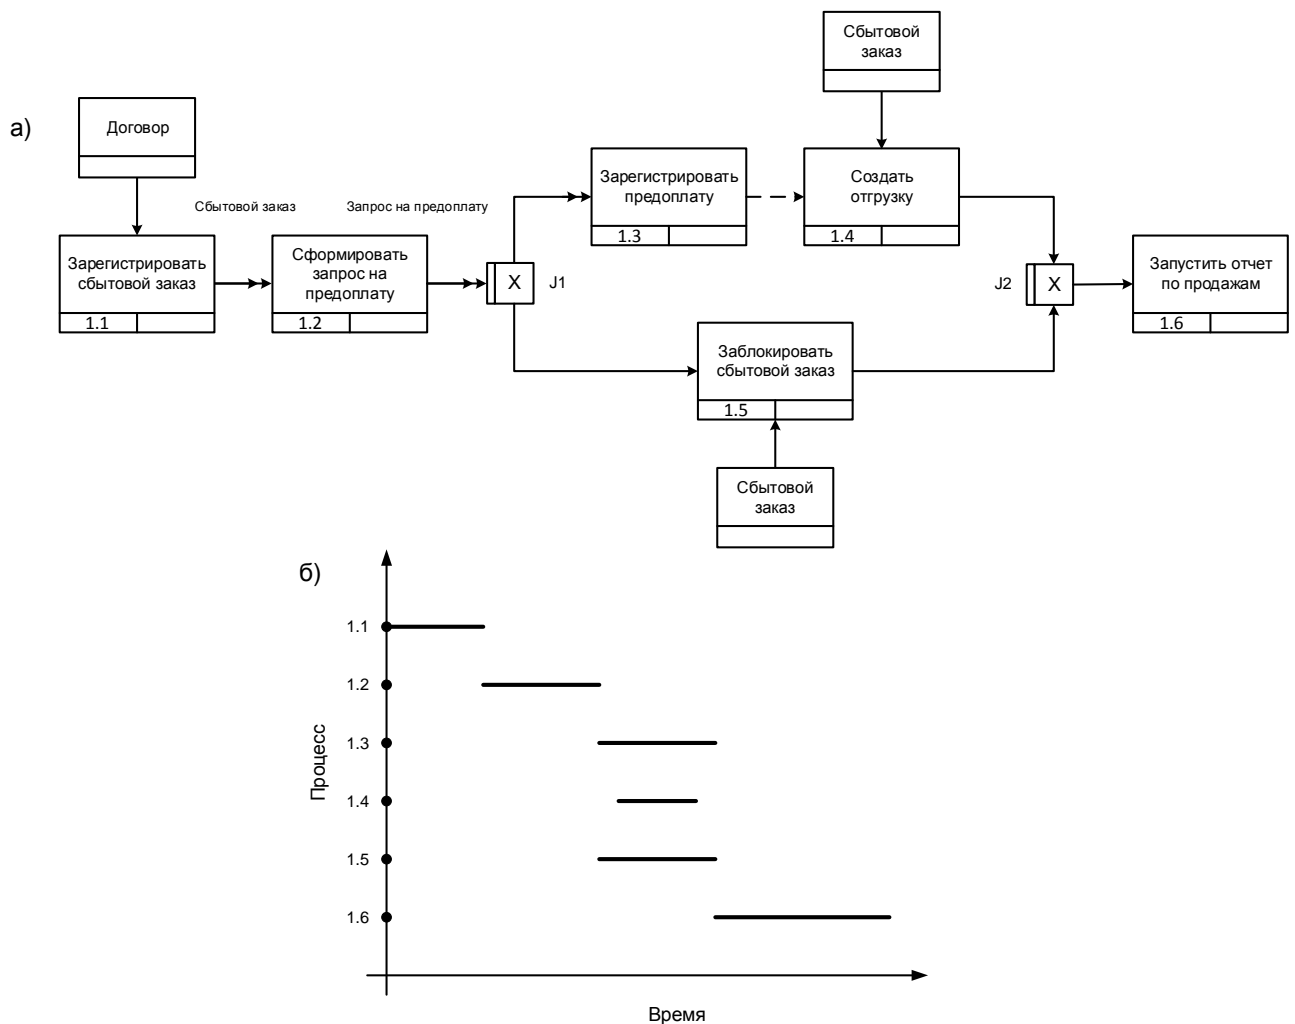 а)
Договор
Сбытовой
заказ
Сбытовой заказ
Запрос на предоплату
Зарегистрировать
сбытовой заказ
1.1
Сформировать
запрос на
предоплату
1.2
X
J1
Зарегистрировать
предоплату
1.3
Создать
отгрузку
1.4
Заблокировать
сбытовой заказ
1.5
Сбытовой
заказ
J2
X
Запустить отчет
по продажам
1.6
б)
Процесс
1.1
1.2
1.3
1.4
1.5
1.6
Время